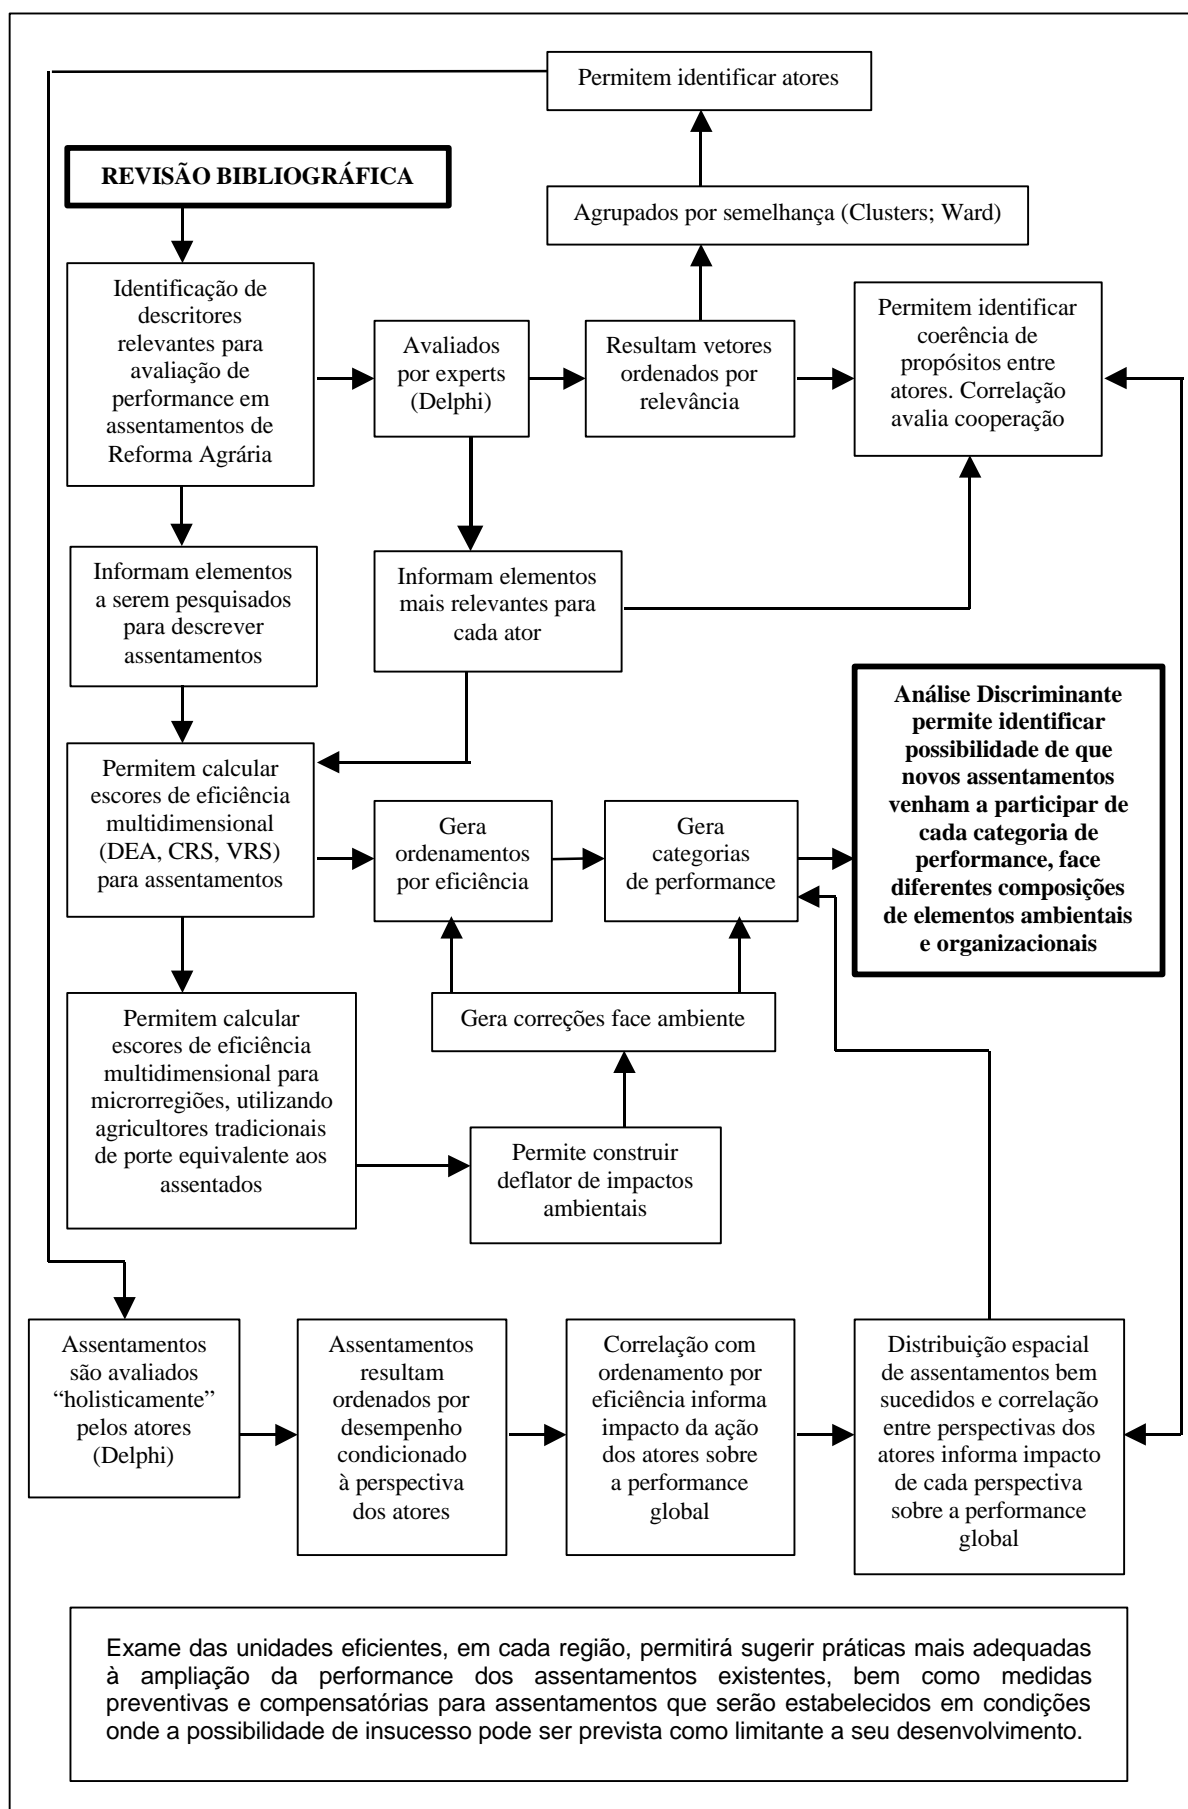 Permitem identificar atores
REVISÃO BIBLIOGRÁFICA
Agrupados por semelhança (Clusters; Ward)
Identificação de
descritores
relevantes para
avaliação de
performance em
assentamentos de
Reforma Agrária
Avaliados
por experts
(Delphi)
Resultam vetores
ordenados por
relevância
Permitem identificar
coerência de
propósitos entre
atores. Correlação
avalia cooperação
Informam elementos
a serem pesquisados
para descrever
assentamentos
Informam elementos
mais relevantes para
cada ator
Permitem calcular
escores de eficiência
multidimensional
(DEA, CRS, VRS)
para assentamentos
Gera
ordenamentos
por eficiência
Gera
categorias
de performance
Análise Discriminante
permite identificar
possibilidade de que
novos assentamentos
venham a participar de
cada categoria de
performance, face
diferentes composições
de elementos ambientais
e organizacionais
Gera correções face ambiente
Permitem calcular
escores de eficiência
multidimensional para
microrregiões, utilizando
agricultores tradicionais
de porte equivalente aos
assentados
Permite construir
deflator de impactos
ambientais
Assentamentos
são avaliados
“holisticamente”
pelos atores
(Delphi)
Assentamentos
resultam
ordenados por
desempenho
condicionado
à perspectiva
dos atores
Correlação com
ordenamento por
eficiência informa
impacto da ação
dos atores sobre
a performance
global
Distribuição espacial
de assentamentos bem
sucedidos e correlação
entre perspectivas dos
atores informa impacto
de cada perspectiva
sobre a performance
global
Exame das unidades eficientes, em cada região, permitirá sugerir práticas mais adequadas
à ampliação da performance dos assentamentos existentes, bem como medidas
preventivas e compensatórias para assentamentos que serão estabelecidos em condições
onde a possibilidade de insucesso pode ser prevista como limitante a seu desenvolvimento.